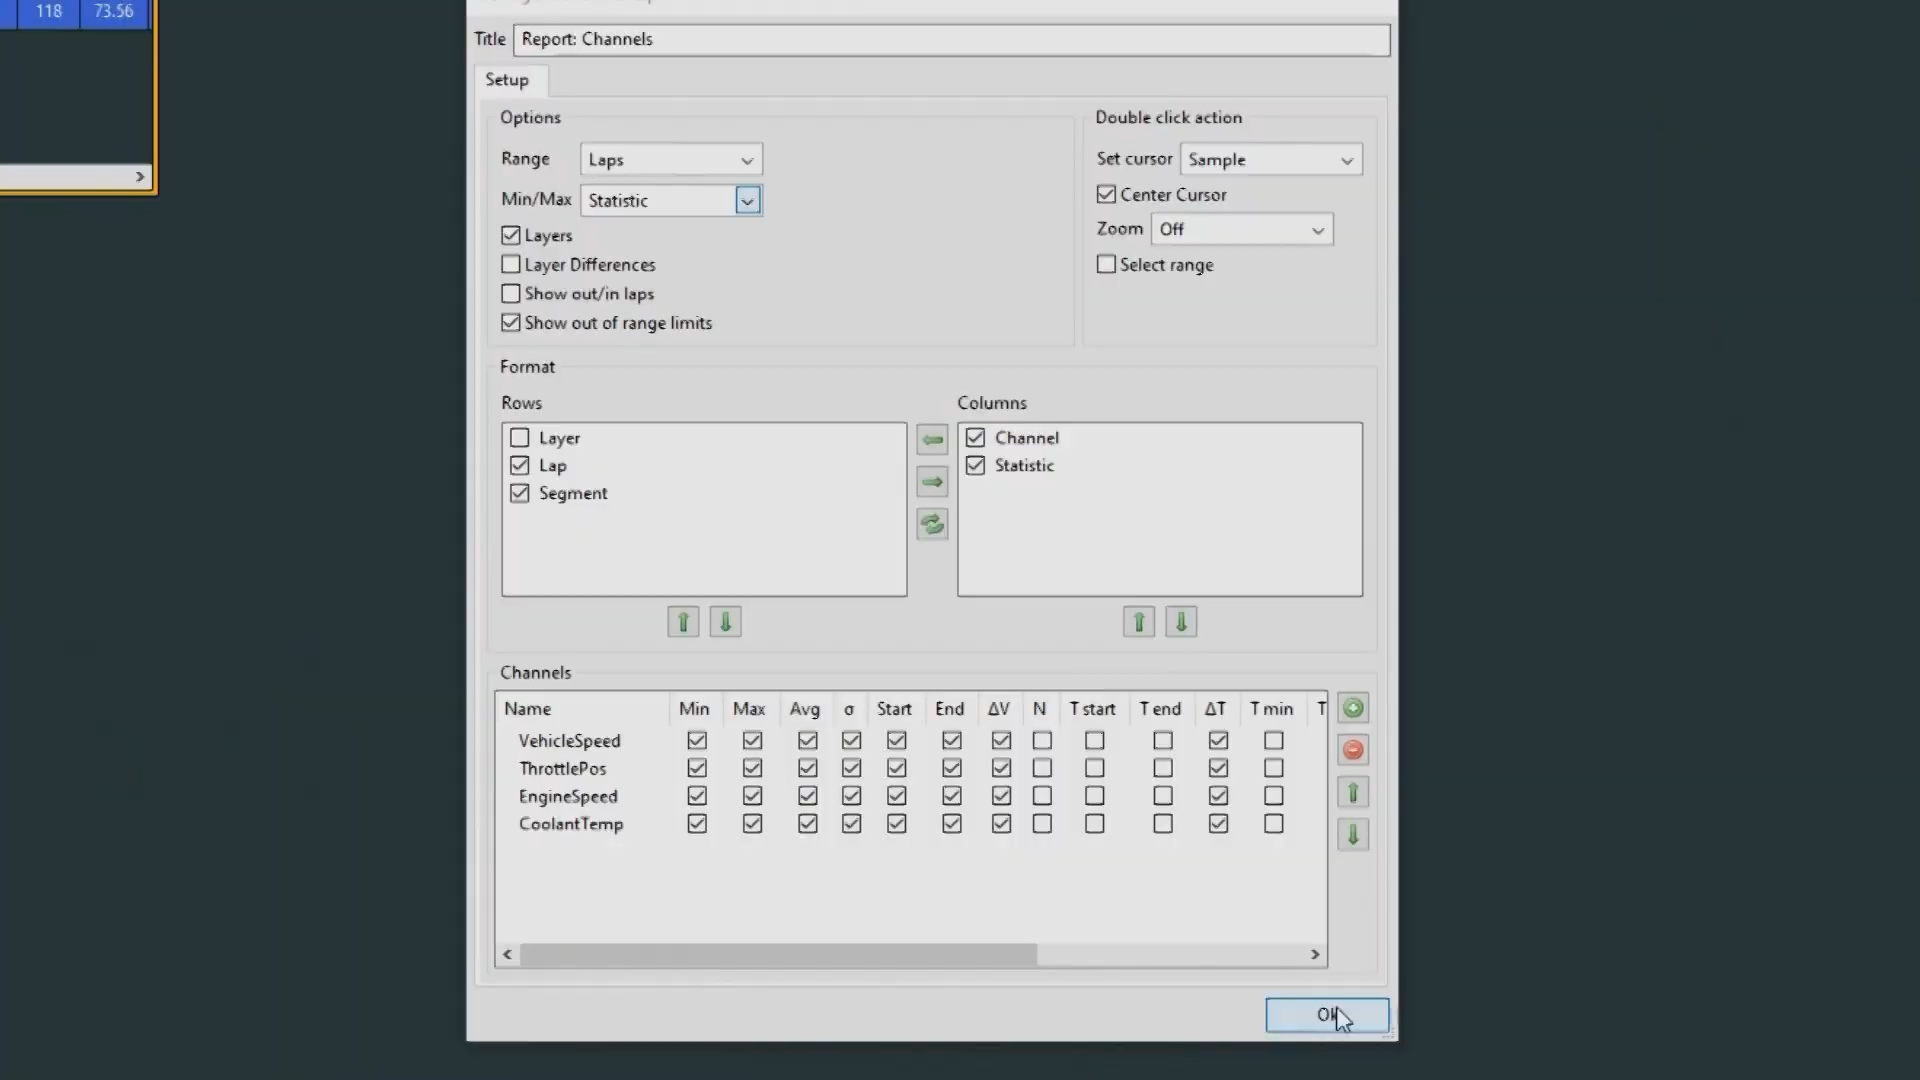 118 73.56
Title Report: Channels
Setup
Options
Double click action
Range Laps
Set cursor Sample
Min/Max Statistic
Center Cursor
Zoom Off
Layers
Layer Differences
Select range
Show out/in laps
Show out of range limits
Format
Rows
Columns
Layer
Channel
Lap
Statistic
Segment
Channels
Name Min Max Avg σ Start End ΔV N T start T end ΔT T min T
VehicleSpeed
ThrottlePos
EngineSpeed
CoolantTemp